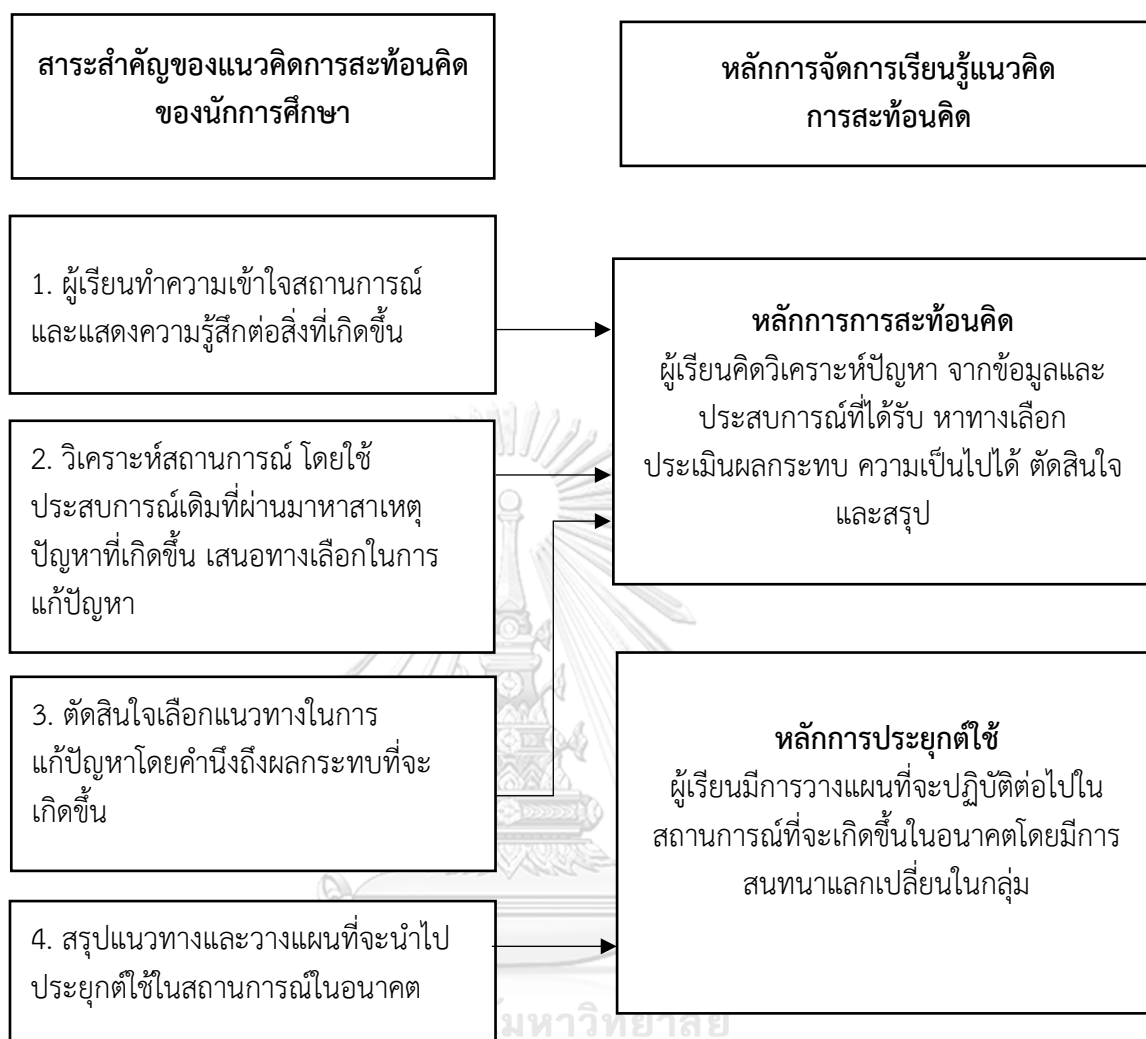 สาระสำคัญของแนวคิดการสะท้อนคิด
ของนักการศึกษา
หลักการจัดการเรียนรู้แนวคิด
การสะท้อนคิด
1. ผู้เรียนทำความเข้าใจสถานการณ์
และแสดงความรู้สึกต่อสิ่งที่เกิดขึ้น
2. วิเคราะห์สถานการณ์ โดยใช้
ประสบการณ์เดิมที่ผ่านมาหาสาเหตุ
ปัญหาที่เกิดขึ้น เสนอทางเลือกในการ
แก้ปัญหา
3. ตัดสินใจเลือกแนวทางในการ
แก้ปัญหาโดยคำนึงถึงผลกระทบที่จะ
เกิดขึ้น
4. สรุปแนวทางและวางแผนที่จะนำไป
ประยุกต์ใช้ในสถานการณ์ในอนาคต
หลักการการสะท้อนคิด
ผู้เรียนคิดวิเคราะห์ปัญหา จากข้อมูลและ
ประสบการณ์ที่ได้รับ หาทางเลือก
ประเมินผลกระทบ ความเป็นไปได้ ตัดสินใจ
และสรุป
หลักการประยุกต์ใช้
ผู้เรียนมีการวางแผนที่จะปฏิบัติต่อไปใน
สถานการณ์ที่จะเกิดขึ้นในอนาคตโดยมีการ
สนทนาแลกเปลี่ยนในกลุ่ม
มหาวิทยาลัย